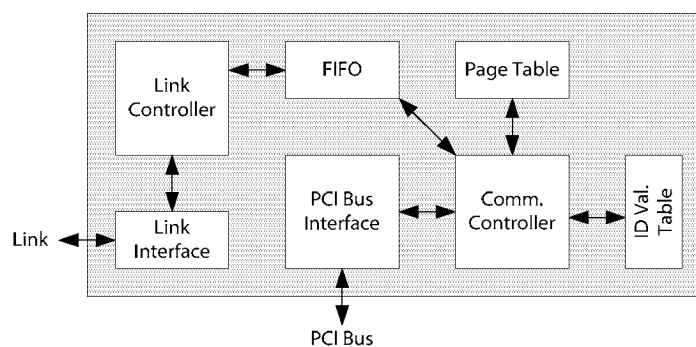 Link
Controller
FIFO
Page Table
PCI Bus
Interface
Comm.
Controller
ID Val.
Table
Link
Link
Interface
PCI Bus